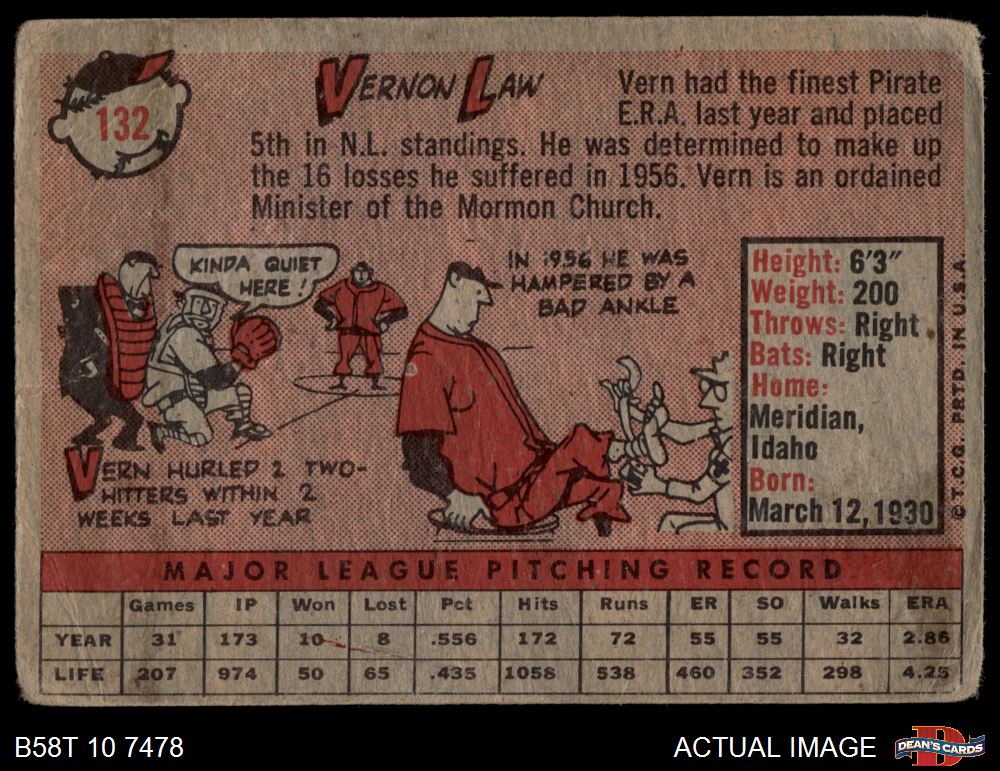 132
VERNON LAW
Vern had the finest Pirate
E.R.A. last year and placed
5th in N.L. standings. He was determined to make up
the 16 losses he suffered in 1956. Vern is an ordained
Minister of the Mormon Church.
KINDA QUIET
HERE!
IN 1956 HE WAS
HAMPERED BY A
BAD ANKLE
VERN HURLED 2 TWO-
HITTERS WITHIN 2
WEEKS LAST YEAR
Height: 6'3"
Weight: 200
Throws: Right
Bats: Right
Home:
Meridian,
Idaho
Born:
March 12, 1930
© T.C.G. PRTD. IN U.S.A.
MAJOR LEAGUE PITCHING RECORD
Games IP Won Lost Pct Hits Runs ER SO Walks ERA
YEAR 31 173 10 8 .556 172 72 55 55 32 2.86
LIFE 207 974 50 65 .435 1058 538 460 352 298 4.25
B58T 10 7478
ACTUAL IMAGE
D
DEAN'S CARDS